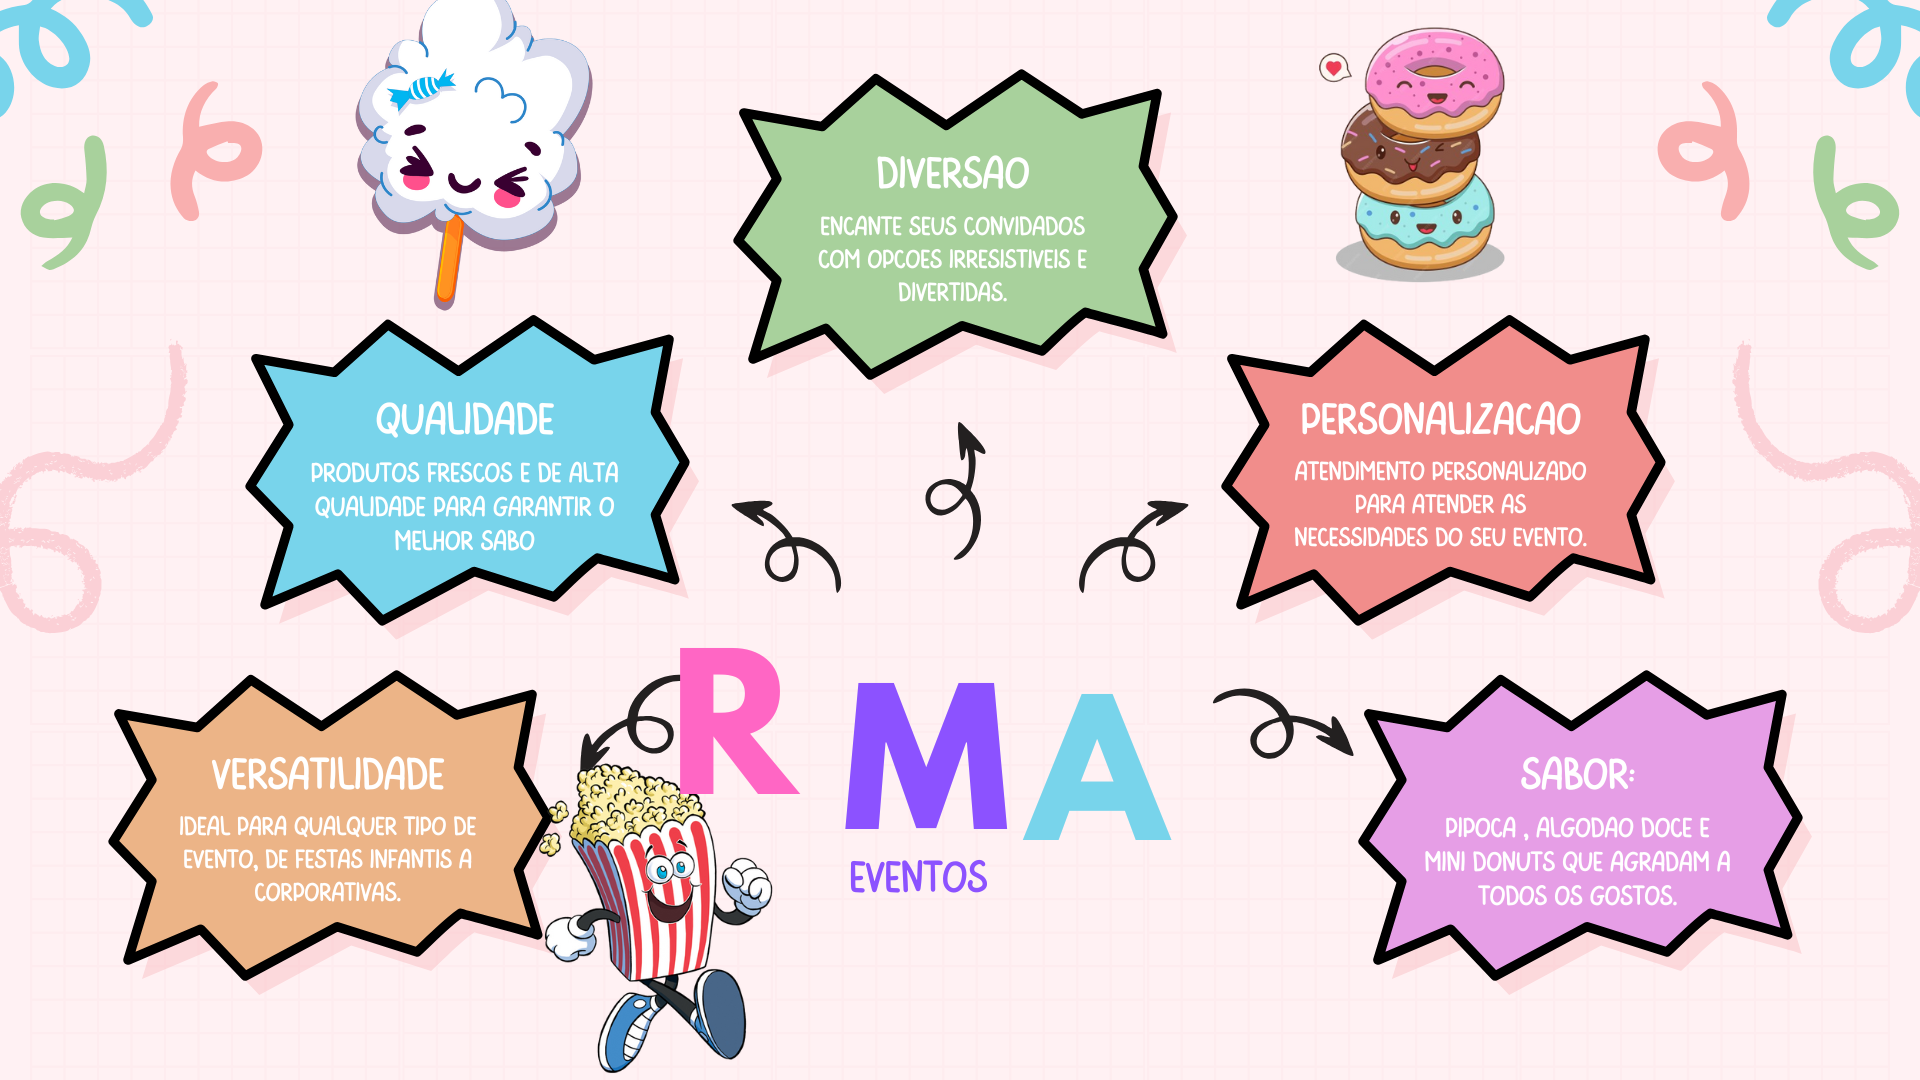 DIVERSAO
ENCANTE SEUS CONVIDADOS
COM OPCOES IRRESISTIVEIS E
DIVERTIDAS.
QUALIDADE
PRODUTOS FRESCOS E DE ALTA
QUALIDADE PARA GARANTIR O
MELHOR SABO
PERSONALIZACAO
ATENDIMENTO PERSONALIZADO
PARA ATENDER AS
NECESSIDADES DO SEU EVENTO.
VERSATILIDADE
IDEAL PARA QUALQUER TIPO DE
EVENTO, DE FESTAS INFANTIS A
CORPORATIVAS.
RMA
EVENTOS
SABOR:
PIPOCA , ALGODAO DOCE E
MINI DONUTS QUE AGRADAM A
TODOS OS GOSTOS.